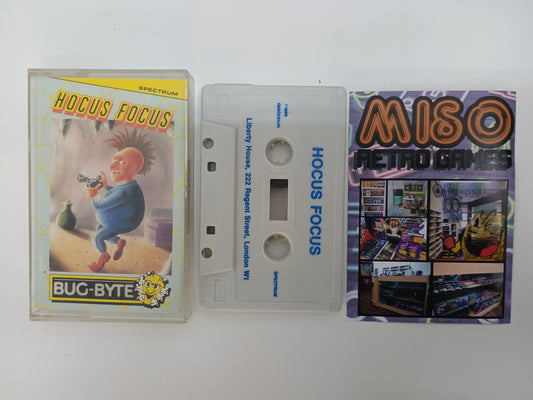 SPECTRUM
HOCUS FOCUS
BUG-BYTE
HOCUS FOCUS
Liberty House, 222 Regent Street, London W1
SPECTRUM
MISO
RETRO GAMES